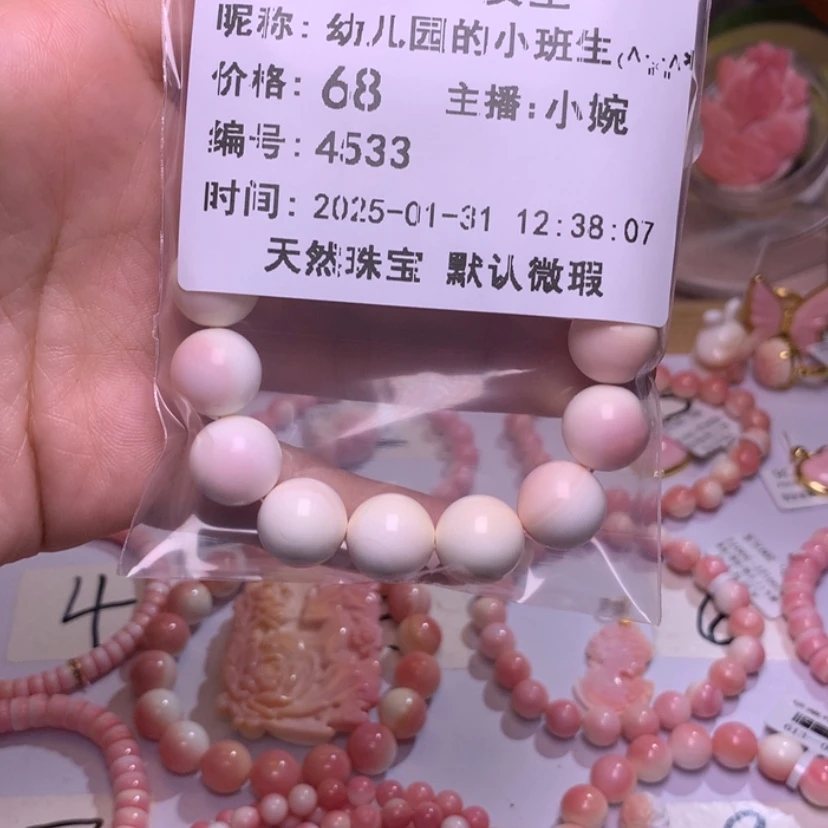 昵称: 幼儿园的小班生
价格: 68 主播:小婉
编号: 4533
时间: 2025-01-31 12:38:07
天然珠宝 默认微瑕
4